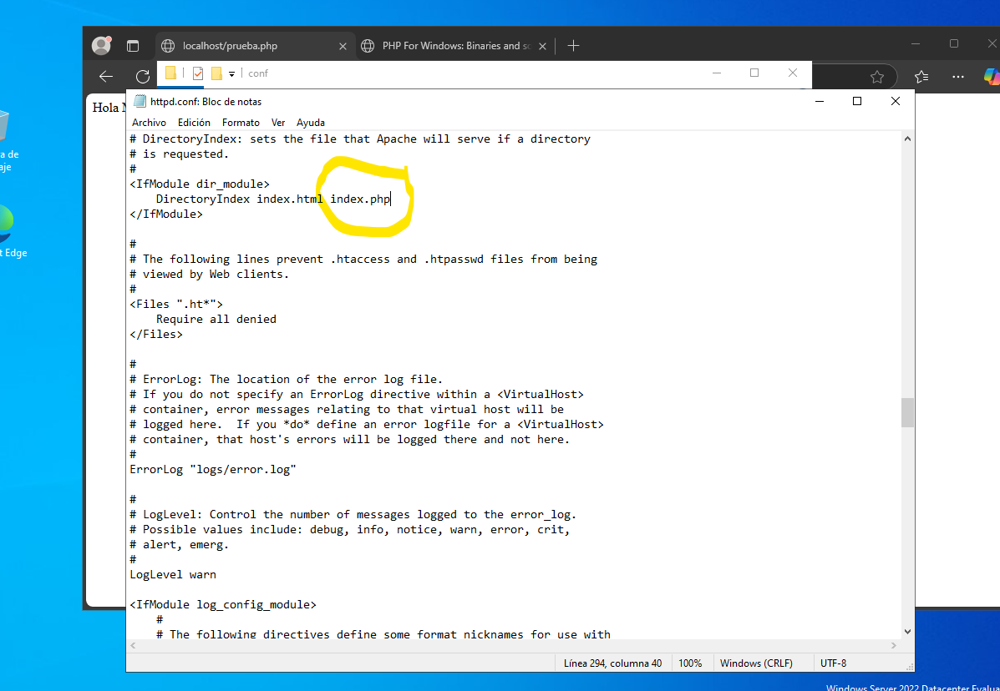 localhost/prueba.php
PHP For Windows: Binaries and so
conf
Hola
httpd.conf: Bloc de notas
Archivo Edición Formato Ver Ayuda
# DirectoryIndex: sets the file that Apache will serve if a directory
# is requested.
#
<IfModule dir_module>
DirectoryIndex index.html index.php
</IfModule>
#
# The following lines prevent .htaccess and .htpasswd files from being
# viewed by Web clients.
#
<Files ".ht*">
Require all denied
</Files>
#
# ErrorLog: The location of the error log file.
# If you do not specify an ErrorLog directive within a <VirtualHost>
# container, error messages relating to that virtual host will be
# logged here.  If you *do* define an error logfile for a <VirtualHost>
# container, that host's errors will be logged there and not here.
#
ErrorLog "logs/error.log"
#
# LogLevel: Control the number of messages logged to the error_log.
# Possible values include: debug, info, notice, warn, error, crit,
# alert, emerg.
#
LogLevel warn
<IfModule log_config_module>
#
# The following directives define some format nicknames for use with
Línea 294, columna 40 100% Windows (CRLF) UTF-8
a de
aje
t Edge
Windows Server 2022 Datacenter Evalua